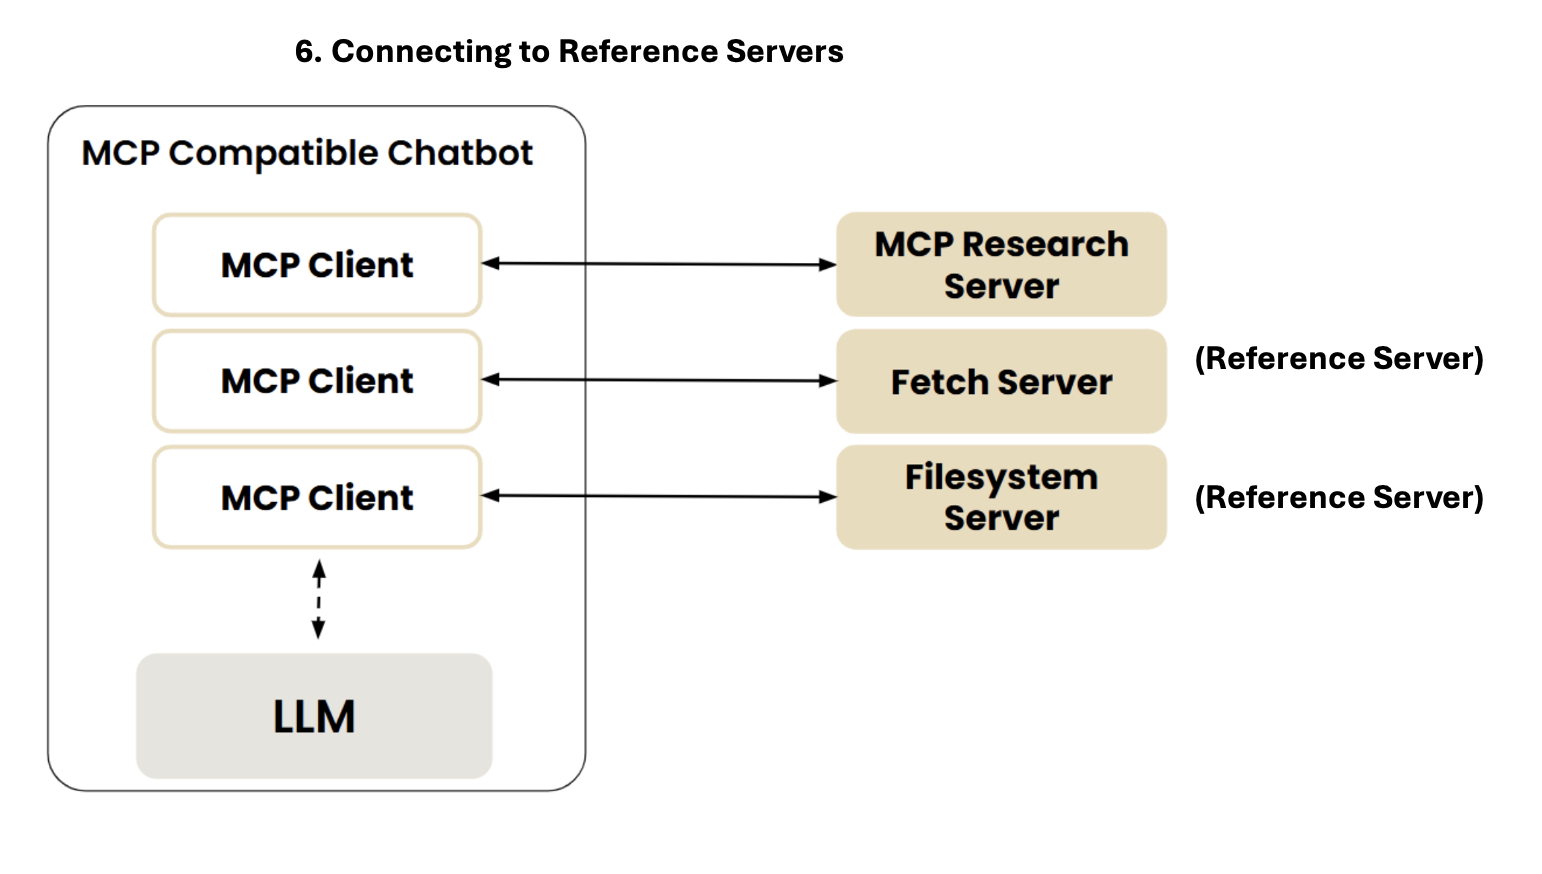 6. Connecting to Reference Servers
MCP Compatible Chatbot
MCP Client
MCP Research
Server
MCP Client
Fetch Server
(Reference Server)
MCP Client
Filesystem
Server
(Reference Server)
LLM